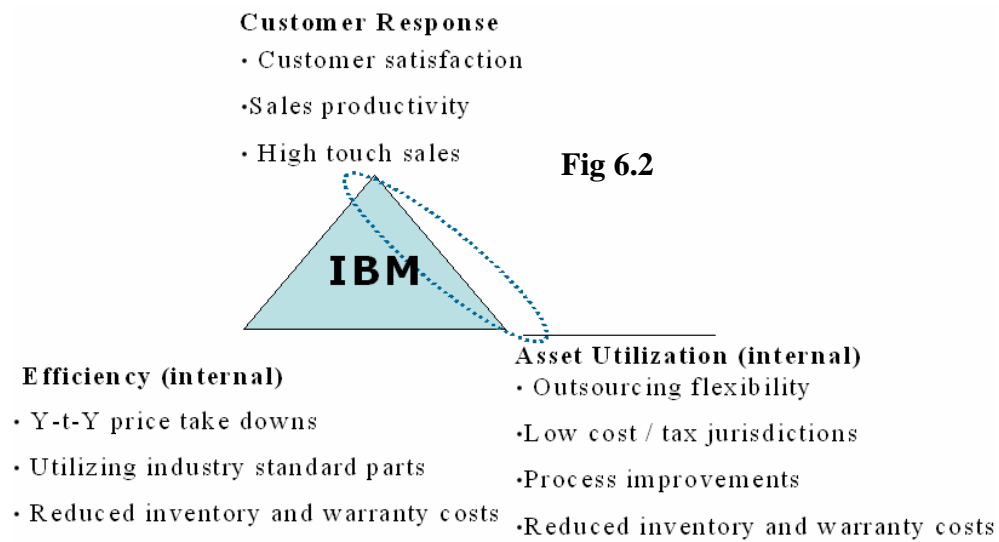 Customer Response
· Customer satisfaction
·Sales productivity
· High touch sales
Fig 6.2
IBM
Efficiency (internal)
· Y-t-Y price take downs
· Utilizing industry standard parts
· Reduced inventory and warranty costs
Asset Utilization (internal)
· Outsourcing flexibility
·Low cost / tax jurisdictions
·Process improvements
·Reduced inventory and warranty costs